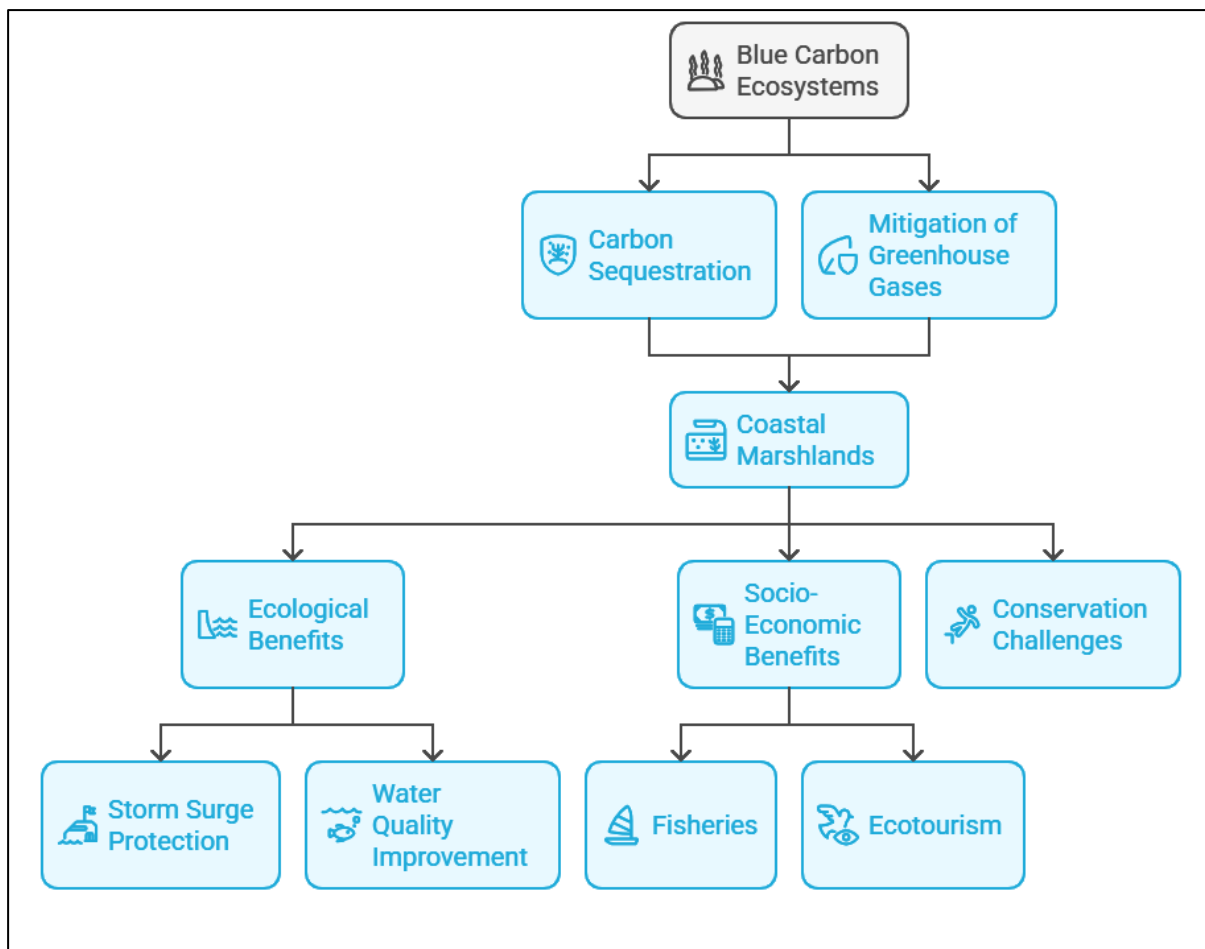 Blue Carbon
Ecosystems
Carbon
Sequestration
Mitigation of
Greenhouse
Gases
Coastal
Marshlands
Ecological
Benefits
Socio-
Economic
Benefits
Conservation
Challenges
Storm Surge
Protection
Water
Quality
Improvement
Fisheries
Ecotourism